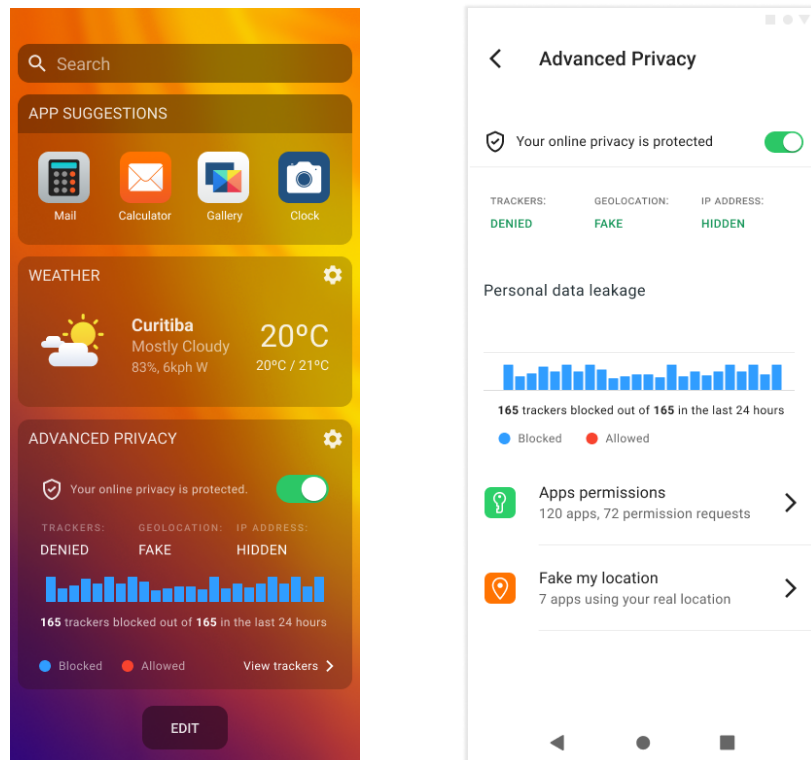 Search
APP SUGGESTIONS
Mail Calculator Gallery Clock
WEATHER
Curitiba
Mostly Cloudy
83%, 6kph W
20ºC
20ºC / 21ºC
ADVANCED PRIVACY
Your online privacy is protected.
TRACKERS: GEOLOCATION: IP ADDRESS:
DENIED FAKE HIDDEN
165 trackers blocked out of 165 in the last 24 hours
Blocked Allowed View trackers
EDIT
Advanced Privacy
Your online privacy is protected
TRACKERS: GEOLOCATION: IP ADDRESS:
DENIED FAKE HIDDEN
Personal data leakage
165 trackers blocked out of 165 in the last 24 hours
Blocked Allowed
Apps permissions
120 apps, 72 permission requests
Fake my location
7 apps using your real location